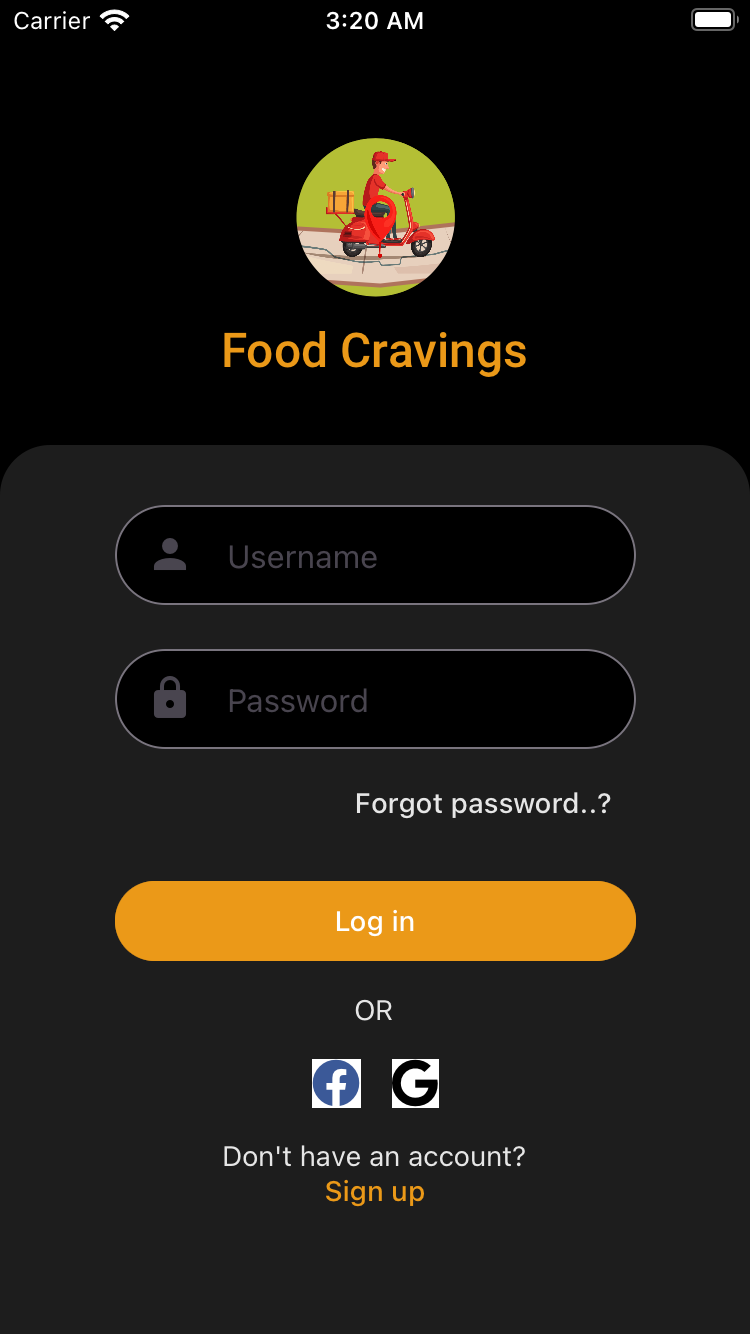 Carrier 3:20 AM
Food Cravings
Username
Password
Forgot password..?
Log in
OR
Don't have an account?
Sign up